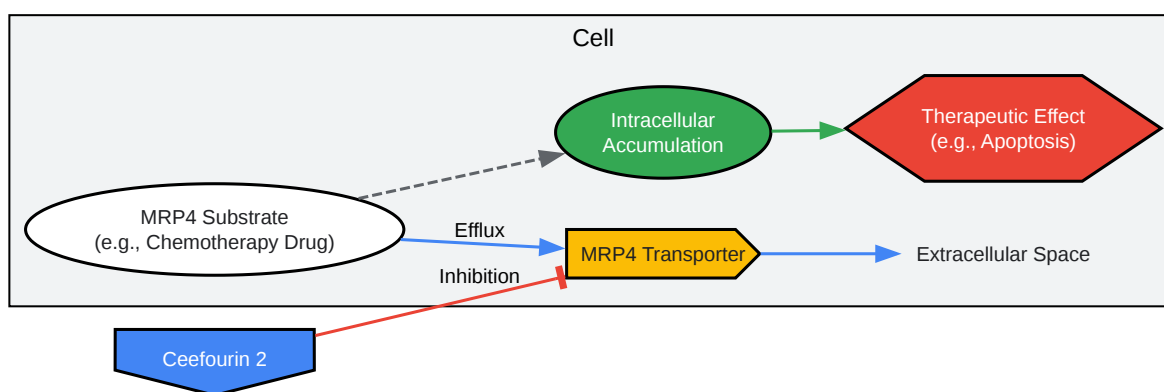 Cell
Intracellular
Accumulation
Therapeutic Effect
(e.g., Apoptosis)
MRP4 Substrate
(e.g., Chemotherapy Drug)
Efflux
MRP4 Transporter
Extracellular Space
Inhibition
Ceefourin 2